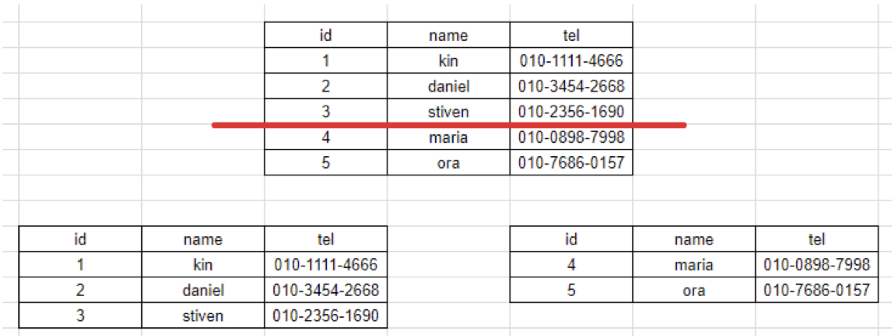 id name tel
1 kin 010-1111-4666
2 daniel 010-3454-2668
3 stiven 010-2356-1690
4 maria 010-0898-7998
5 ora 010-7686-0157
id name tel
1 kin 010-1111-4666
2 daniel 010-3454-2668
3 stiven 010-2356-1690
id name tel
4 maria 010-0898-7998
5 ora 010-7686-0157